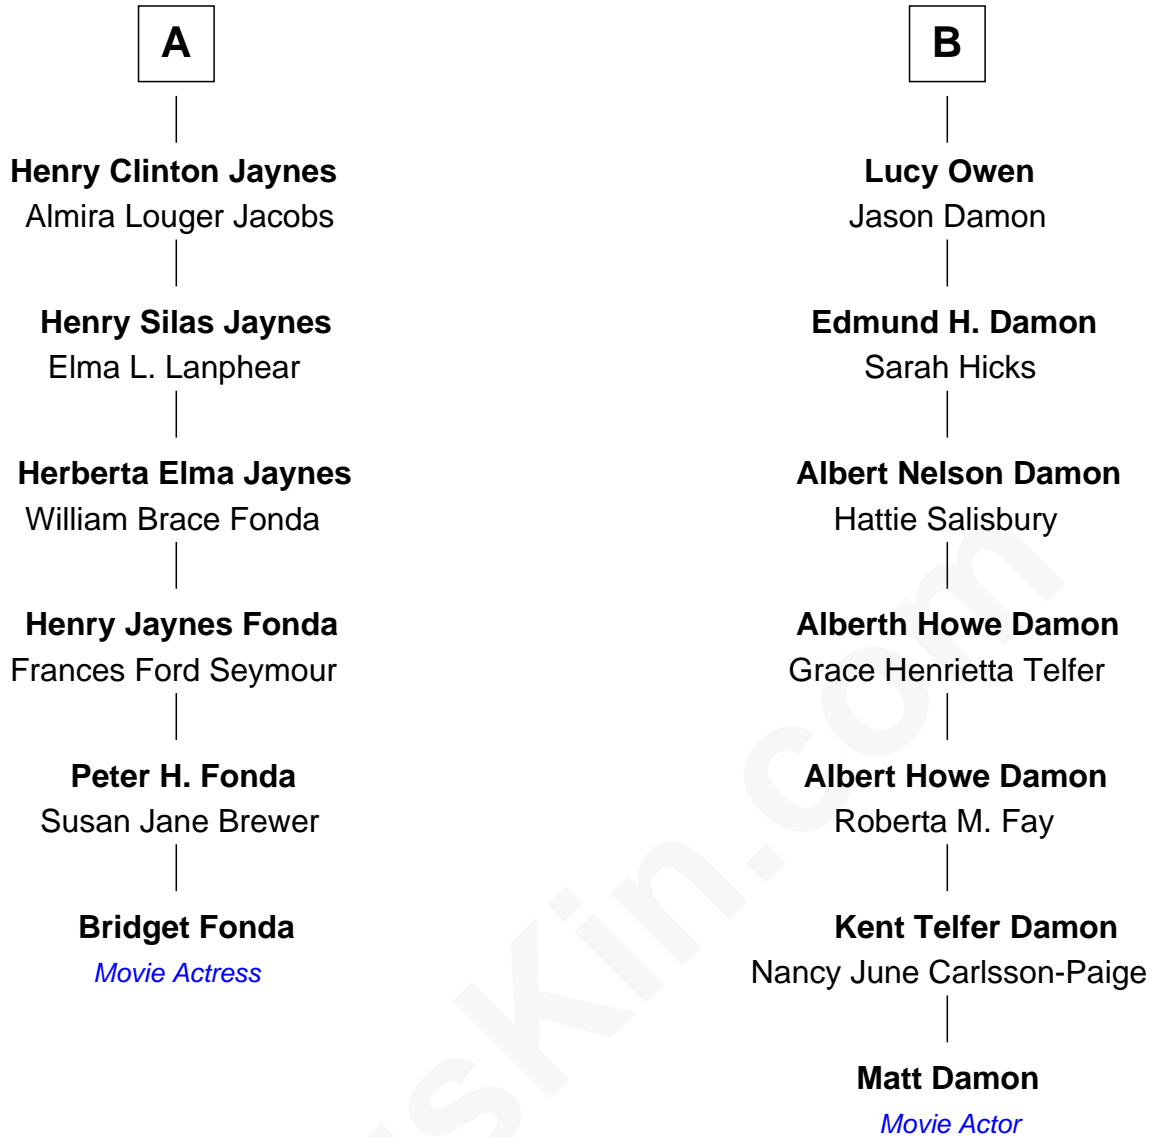 A
Henry Clinton Jaynes
Almira Louger Jacobs
Henry Silas Jaynes
Elma L. Lanphear
Herberta Elma Jaynes
William Brace Fonda
Henry Jaynes Fonda
Frances Ford Seymour
Peter H. Fonda
Susan Jane Brewer
Bridget Fonda
Movie Actress
B
Lucy Owen
Jason Damon
Edmund H. Damon
Sarah Hicks
Albert Nelson Damon
Hattie Salisbury
Alberth Howe Damon
Grace Henrietta Telfer
Albert Howe Damon
Roberta M. Fay
Kent Telfer Damon
Nancy June Carlsson-Paige
Matt Damon
Movie Actor
usKin.com